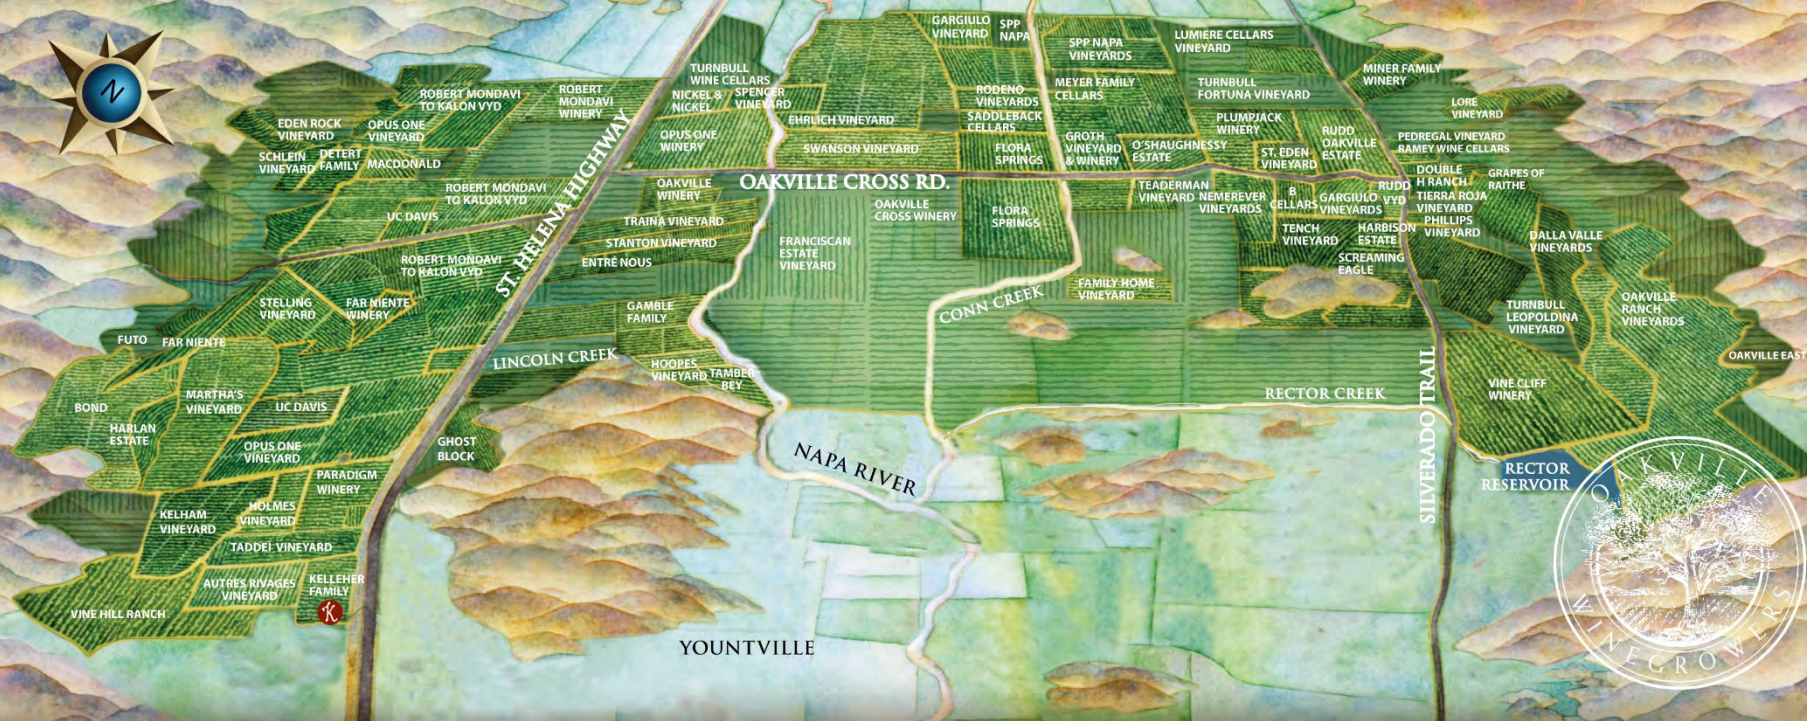 N
GARGIULO
VINEYARD
SPP
NAPA
SPP NAPA
VINEYARDS
LUMIERE CELLARS
VINEYARD
MINER FAMILY
WINERY
TURNBULL
WINE CELLARS
NICKEL &
NICKEL
SPENCER
VINEYARD
ROBERT MONDAVI
TO KALON VYD
ROBERT
MONDAVI
WINERY
RODENO
VINEYARDS
MEYER FAMILY
CELLARS
TURNBULL
FORTUNA VINEYARD
LORE
VINEYARD
EDEN ROCK
VINEYARD
OPUS ONE
VINEYARD
EHRLICH VINEYARD
SADDLEBACK
CELLARS
PLUMPJACK
WINERY
RUDD
OAKVILLE
ESTATE
PEDREGAL VINEYARD
RAMEY WINE CELLARS
OPUS ONE
WINERY
SWANSON VINEYARD
FLORA
SPRINGS
GROTH
VINEYARD
& WINERY
O'SHAUGHNESSY
ESTATE
ST. EDEN
VINEYARD
SCHLEIN
VINEYARD
DETERT
FAMILY
MACDONALD
DOUBLE
H RANCH
GRAPES OF
RAITHE
OAKVILLE CROSS RD.
ROBERT MONDAVI
TO KALON VYD
OAKVILLE
WINERY
TEADERMAN
VINEYARD
NEMEREVER
VINEYARDS
B
CELLARS
GARGIULO
VINEYARDS
RUDD
VYD
TIERRA ROJA
VINEYARD
PHILLIPS
VINEYARD
OAKVILLE
CROSS WINERY
FLORA
SPRINGS
UC DAVIS
TRAINA VINEYARD
STANTON VINEYARD
ENTRÉ NOUS
ST. HELENA HIGHWAY
FRANCISCAN
ESTATE
VINEYARD
TENCH
VINEYARD
HARBISON
ESTATE
SCREAMING
EAGLE
DALLA VALLE
VINEYARDS
ROBERT MONDAVI
TO KALON VYD
FAMILY HOME
VINEYARD
CONN CREEK
STELLING
VINEYARD
FAR NIENTE
WINERY
GAMBLE
FAMILY
TURNBULL
LEOPOLDINA
VINEYARD
OAKVILLE
RANCH
VINEYARDS
FUTO
FAR NIENTE
LINCOLN CREEK
HOOPES
VINEYARD
TAMBER
BEY
OAKVILLE EAST
BOND
MARTHA'S
VINEYARD
UC DAVIS
RECTOR CREEK
SILVERADO TRAIL
VINE CLIFF
WINERY
HARLAN
ESTATE
OPUS ONE
VINEYARD
GHOST
BLOCK
NAPA RIVER
PARADIGM
WINERY
RECTOR
RESERVOIR
KELHAM
VINEYARD
HOLMES
VINEYARD
TADDEI VINEYARD
AUTRES RIVAGES
VINEYARD
KELLEHER
FAMILY
K
VINE HILL RANCH
YOUNTVILLE
OAKVILLE
WINEGROWERS